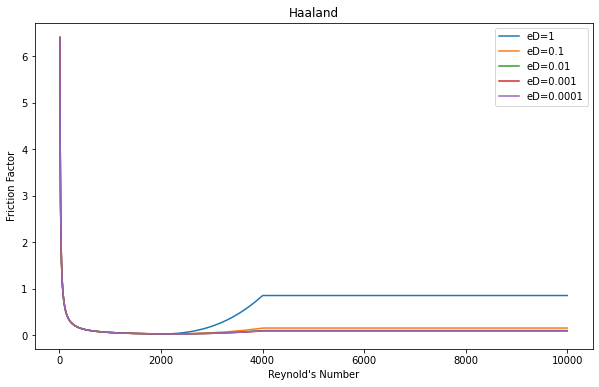 Haaland
eD=1
eD=0.1
eD=0.01
eD=0.001
eD=0.0001
6
5
4
3
2
1
0
Friction Factor
0
2000
4000
6000
8000
10000
Reynold's Number